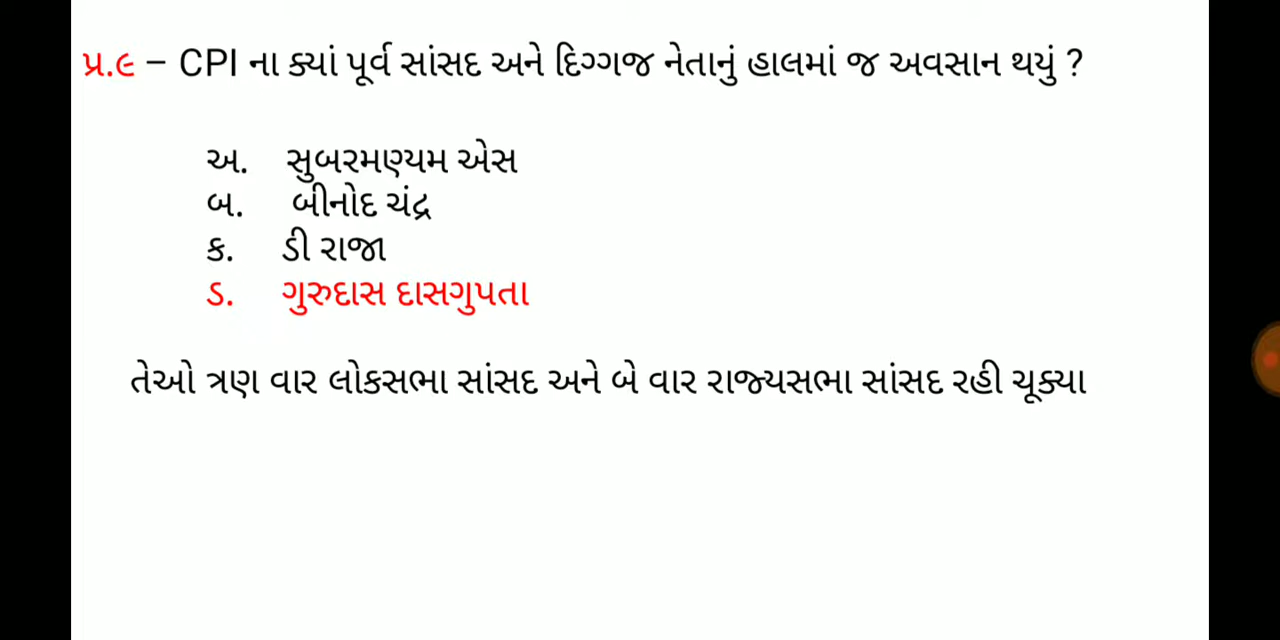 પ્ર.૯ – CPI ના ક્યાં પૂર્વ સાંસદ અને દિગ્ગજ નેતાનું હાલમાં જ અવસાન થયું ?
અ. સુબરમણ્યમ એસ
બ. બીનોદ ચંદ્ર
ક. ડી રાજા
ડ. ગુરુદાસ દાસગુપતા
તેઓ ત્રણ વાર લોકસભા સાંસદ અને બે વાર રાજ્યસભા સાંસદ રહી ચૂક્યા